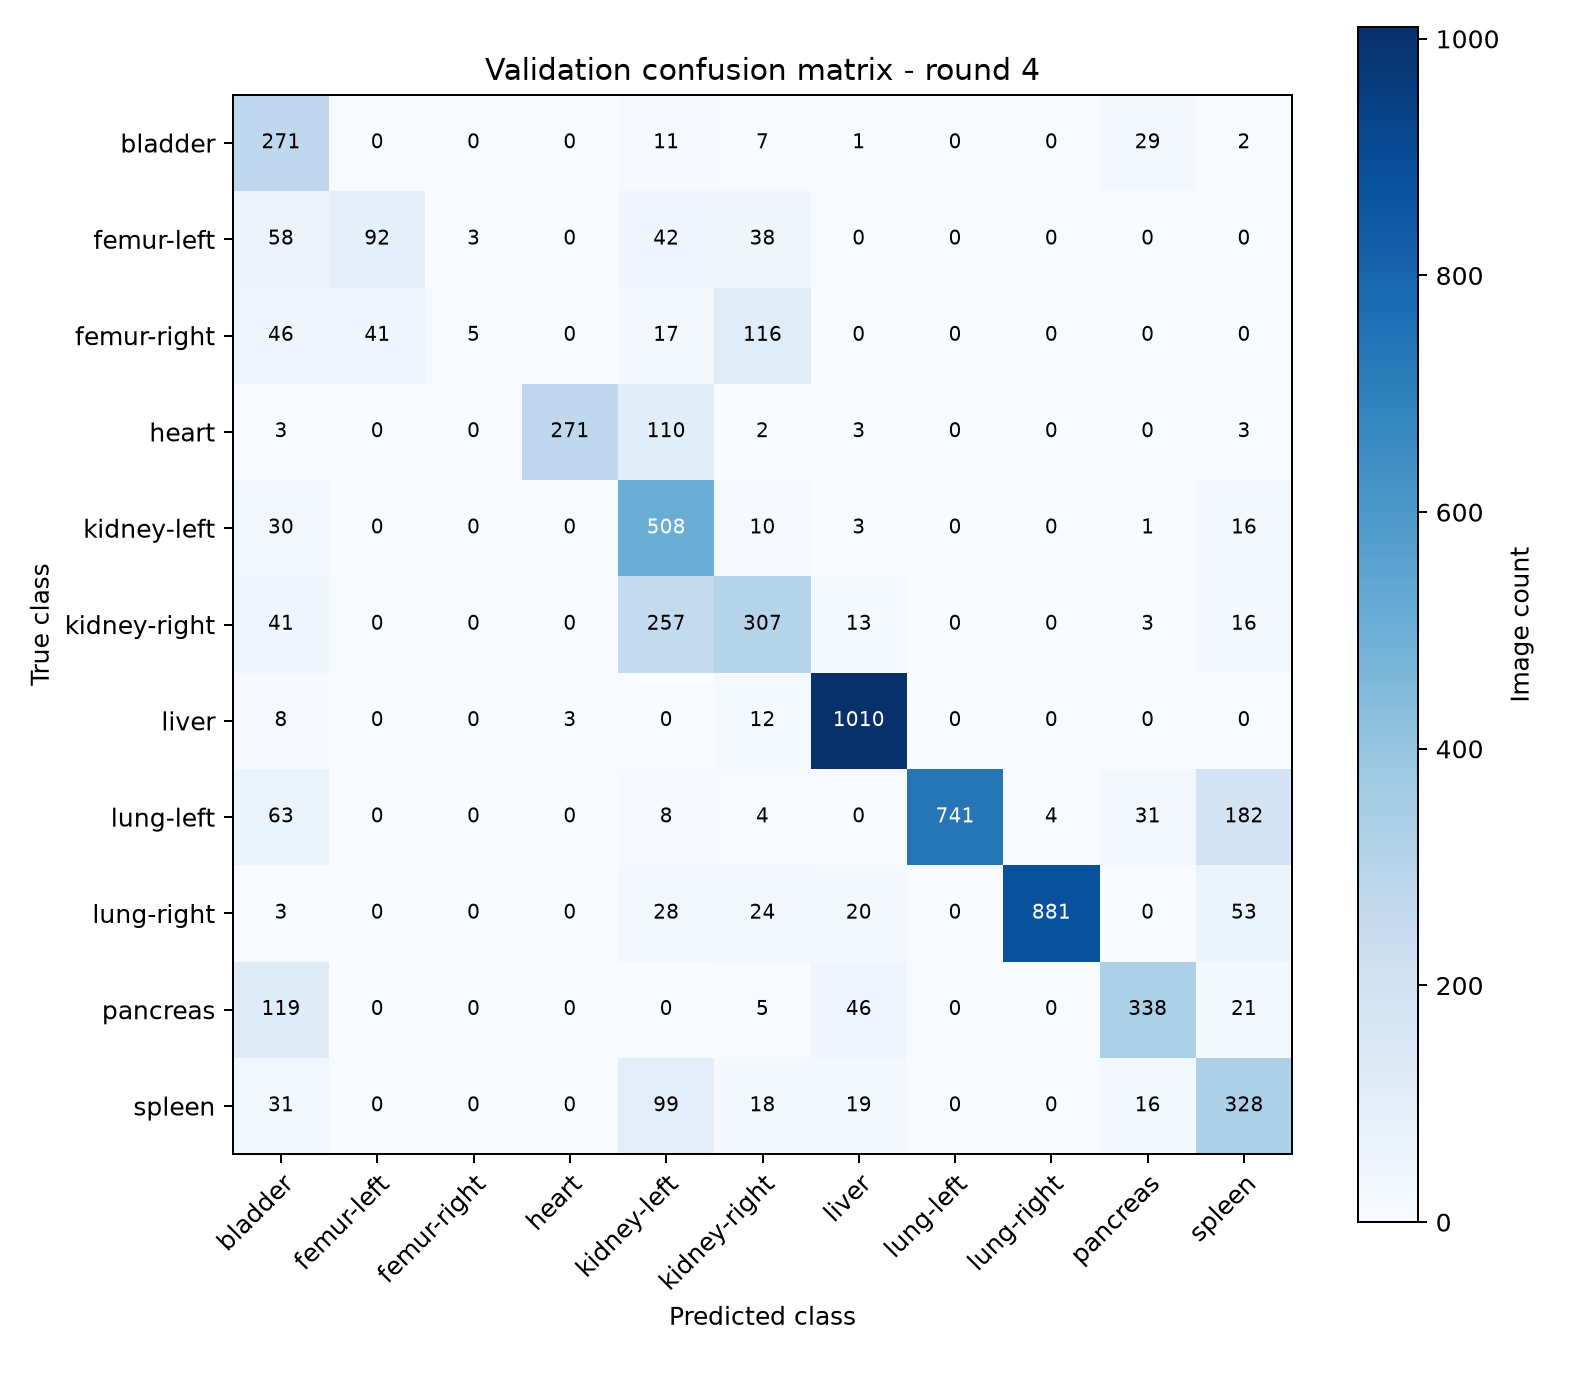 Validation confusion matrix - round 4
1000
800
600
400
200
0
Image count
True class
bladder 271 0 0 0 11 7 1 0 0 29 2
femur-left 58 92 3 0 42 38 0 0 0 0 0
femur-right 46 41 5 0 17 116 0 0 0 0 0
heart 3 0 0 271 110 2 3 0 0 0 3
kidney-left 30 0 0 0 508 10 3 0 0 1 16
kidney-right 41 0 0 0 257 307 13 0 0 3 16
liver 8 0 0 3 0 12 1010 0 0 0 0
lung-left 63 0 0 0 8 4 0 741 4 31 182
lung-right 3 0 0 0 28 24 20 0 881 0 53
pancreas 119 0 0 0 0 5 46 0 0 338 21
spleen 31 0 0 0 99 18 19 0 0 16 328
bladder femur-left femur-right heart kidney-left kidney-right liver lung-left lung-right pancreas spleen
Predicted class